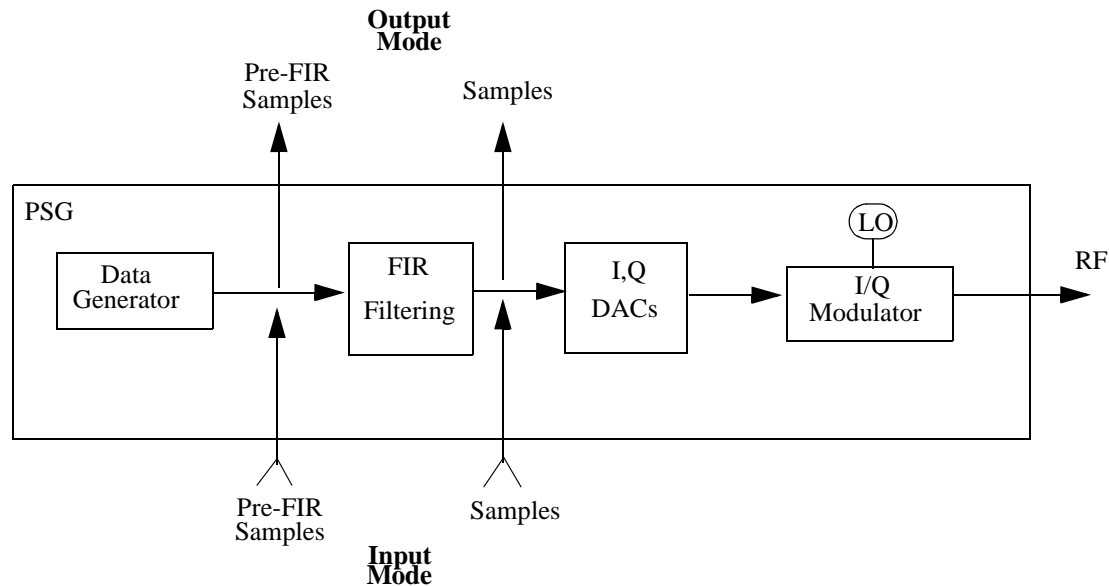 Output
Mode
Pre-FIR
Samples
Samples
PSG
LO
Data
Generator
FIR
Filtering
I,Q
DACs
I/Q
Modulator
RF
Pre-FIR
Samples
Samples
Input
Mode